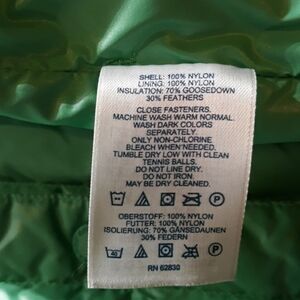 SHELL: 100% NYLON
LINING: 100% NYLON
INSULATION: 70% GOOSEDOWN
30% FEATHERS
CLOSE FASTENERS.
MACHINE WASH WARM NORMAL.
WASH DARK COLORS
SEPARATELY.
ONLY NON-CHLORINE
BLEACH WHEN NEEDED.
TUMBLE DRY LOW WITH CLEAN
TENNIS BALLS.
DO NOT LINE DRY.
DO NOT IRON.
MAY BE DRY CLEANED.
OBERSTOFF: 100% NYLON
FUTTER: 100% NYLON
ISOLIERUNG: 70% GÄNSEDAUNEN
30% FEDERN
RN 62830